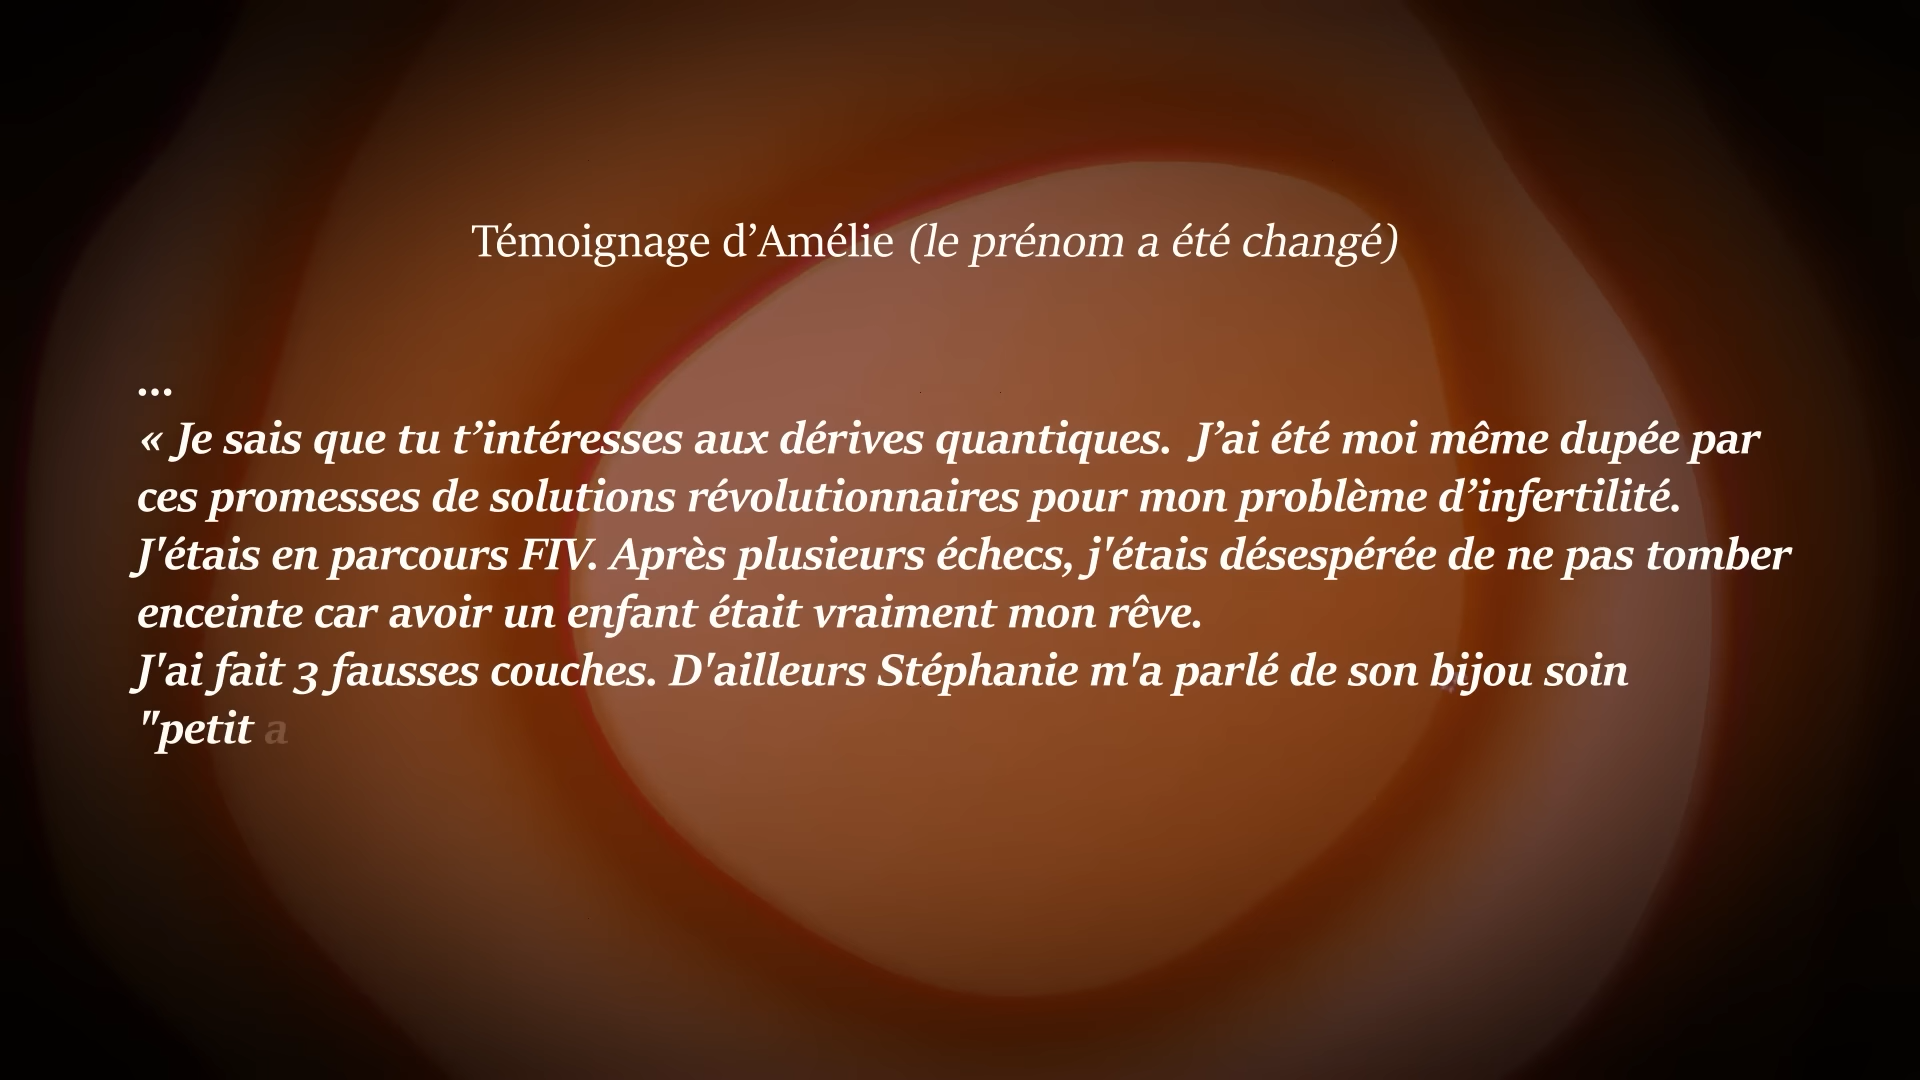 Témoignage d’Amélie (le prénom a été changé)
...
« Je sais que tu t’intéresses aux dérives quantiques.  J’ai été moi même dupée par
ces promesses de solutions révolutionnaires pour mon problème d’infertilité.
J'étais en parcours FIV. Après plusieurs échecs, j'étais désespérée de ne pas tomber
enceinte car avoir un enfant était vraiment mon rêve.
J'ai fait 3 fausses couches. D'ailleurs Stéphanie m'a parlé de son bijou soin
"petit a